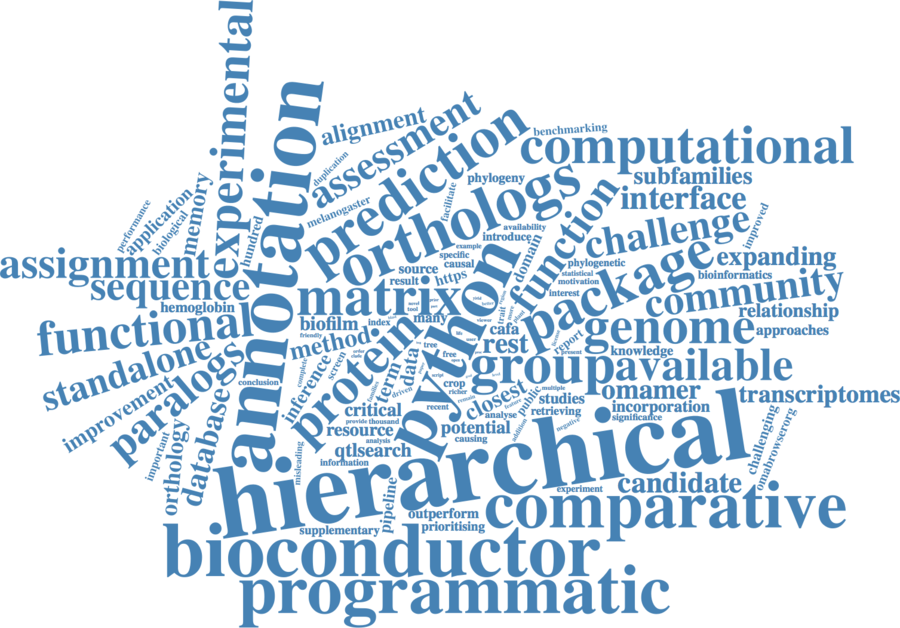 experimental
annotation
alignment
assessment
prediction
benchmarking
computational
duplication
orthologs
phylogeny
subfamilies
interface
performance
application
biological
memory
hundred
melanogaster
facilitate
function
challenge
improved
availability
introduce
example
specific
causal
domain
phylogenetic
statistical
motivation
interest
package
expanding
bioinformatics
community
relationship
approaches
assignment
sequence
hemoglobin
functional
source
result
https
matrix
python
many
cafa
rest
genome
report
present
knowledge
biofilm
index
method
protein
standalone
improvement
paralogs
conclusion
inference
screen
complete
tree
free
data
term
driven
crop
group
available
closest
omamer
transcriptomes
critical
provide
thousand
recent
analyse
feature
public
multiple
studies
retrieving
incorporation
significance
challenging
omabrowserorg
important
orthology
database
resource
analysis
potential
causing
addition
negative
qtlsearch
information
misleading
hierarchical
experiment
candidate
pipeline
outperform
prioritising
supplementary
comparative
bioconductor
programmatic